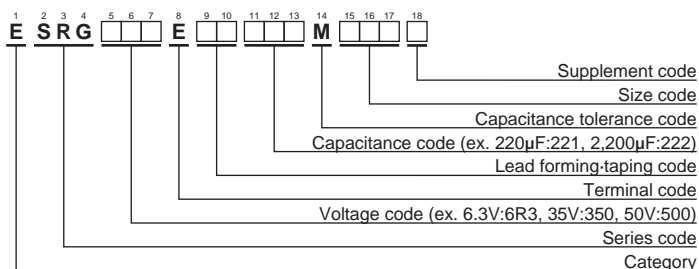 1 2 3 4 5 6 7 8 9 10 11 12 13 14 15 16 17 18
E S R G E M
Supplement code
Size code
Capacitance tolerance code
Capacitance code (ex. 220µF:221, 2,200µF:222)
Lead forming·taping code
Terminal code
Voltage code (ex. 6.3V:6R3, 35V:350, 50V:500)
Series code
Category